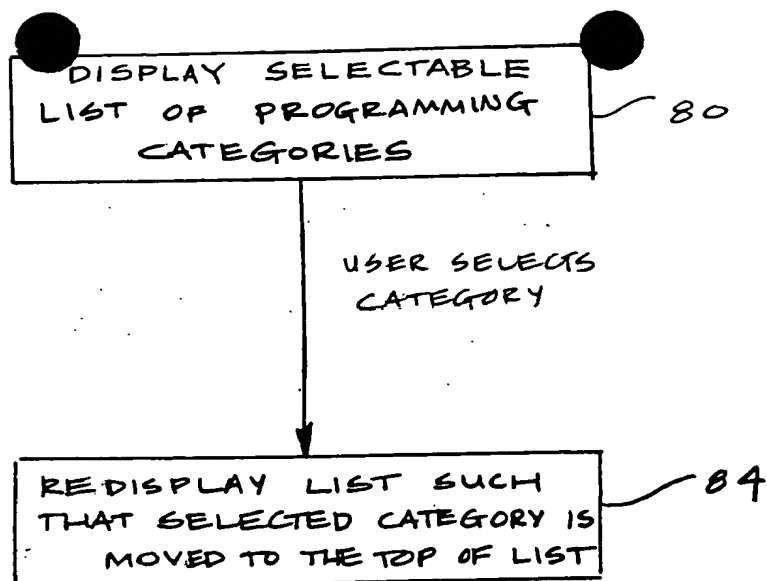 DISPLAY SELECTABLE
LIST OF PROGRAMMING
CATEGORIES
80
USER SELECTS
CATEGORY
REDISPLAY LIST SUCH
THAT SELECTED CATEGORY IS
MOVED TO THE TOP OF LIST
84